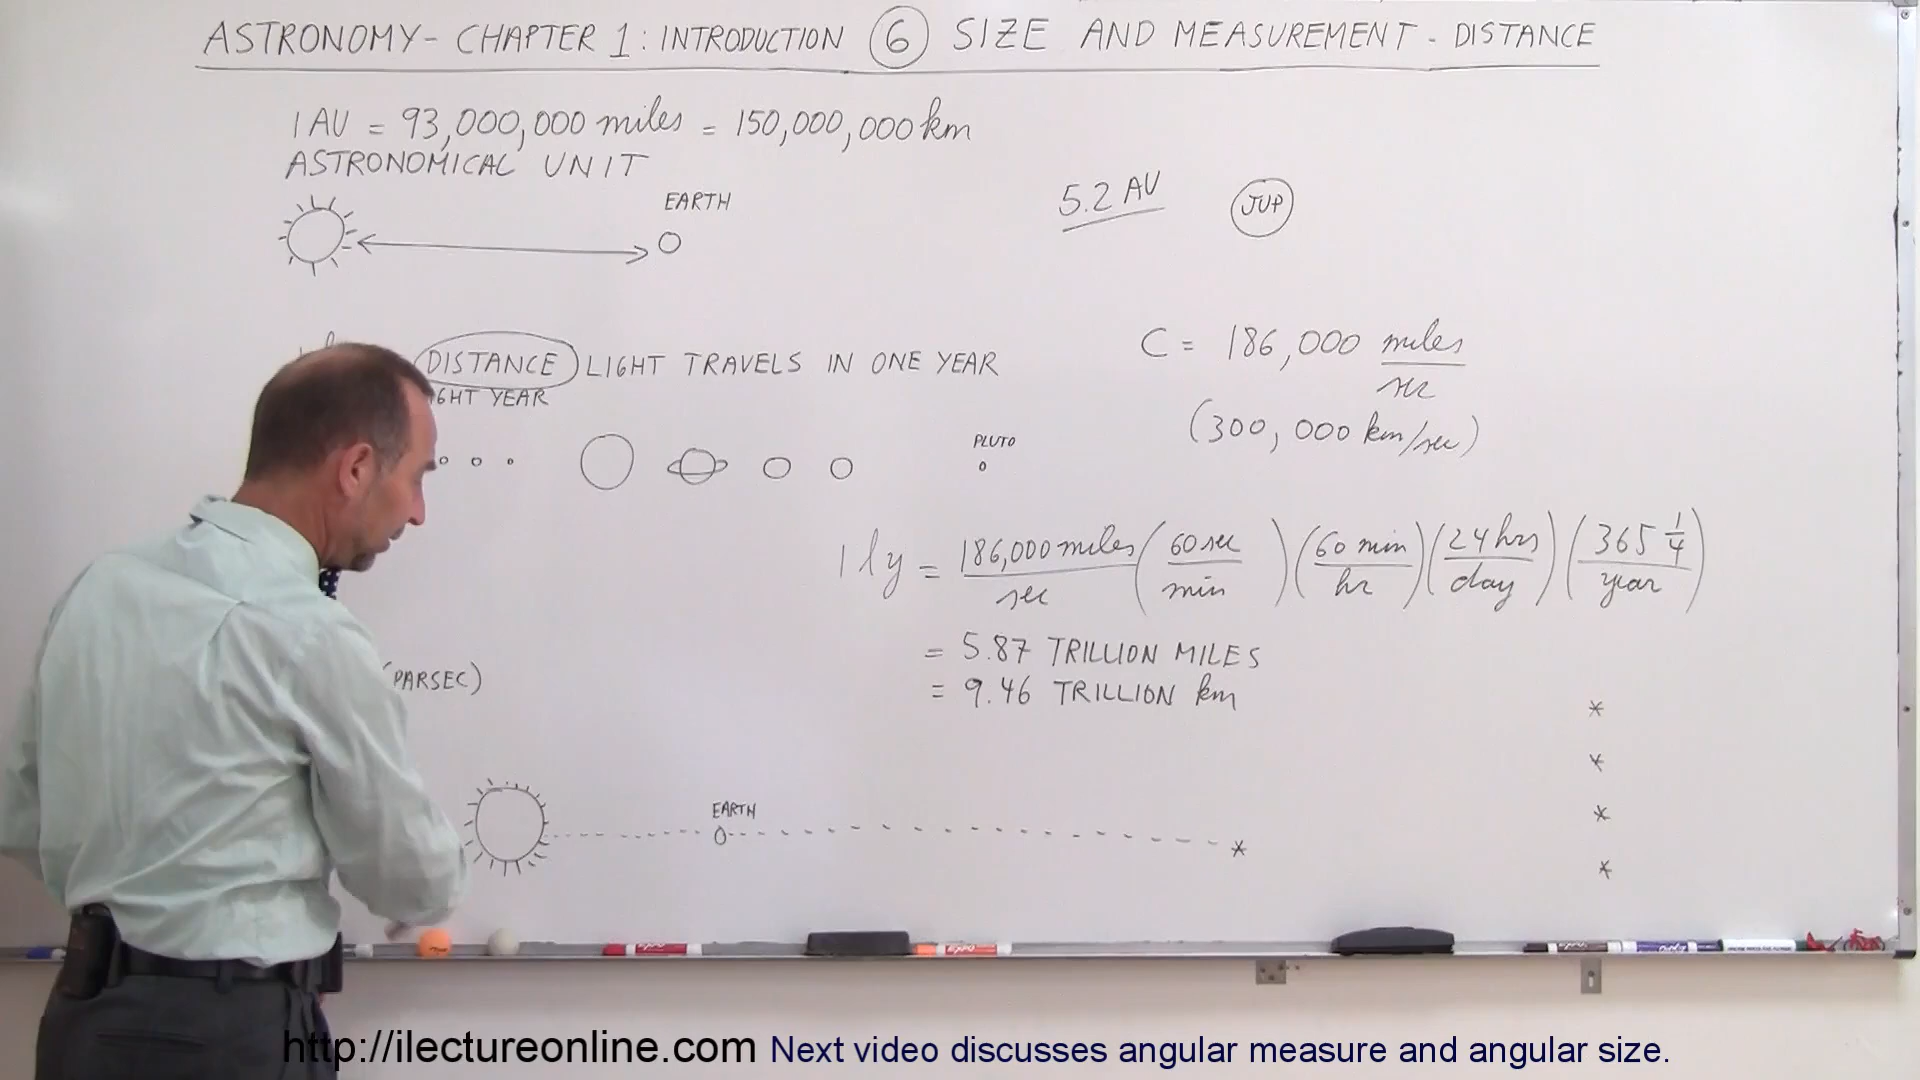 ASTRONOMY - CHAPTER 1: INTRODUCTION 6 SIZE AND MEASUREMENT - DISTANCE
1 AU = 93,000,000 miles = 150,000,000 km
ASTRONOMICAL UNIT
EARTH
5.2 AU
JUP
DISTANCE LIGHT TRAVELS IN ONE YEAR
GHT YEAR
C = 186,000 miles/sec
(300,000 km/sec)
PLUTO
1 ly = 186,000 miles/sec (60 sec/min) (60 min/hr) (24 hrs/day) (365 1/4/year)
= 5.87 TRILLION MILES
= 9.46 TRILLION km
(PARSEC)
EARTH
EXPO
EXPO
http://ilectureonline.com Next video discusses angular measure and angular size.